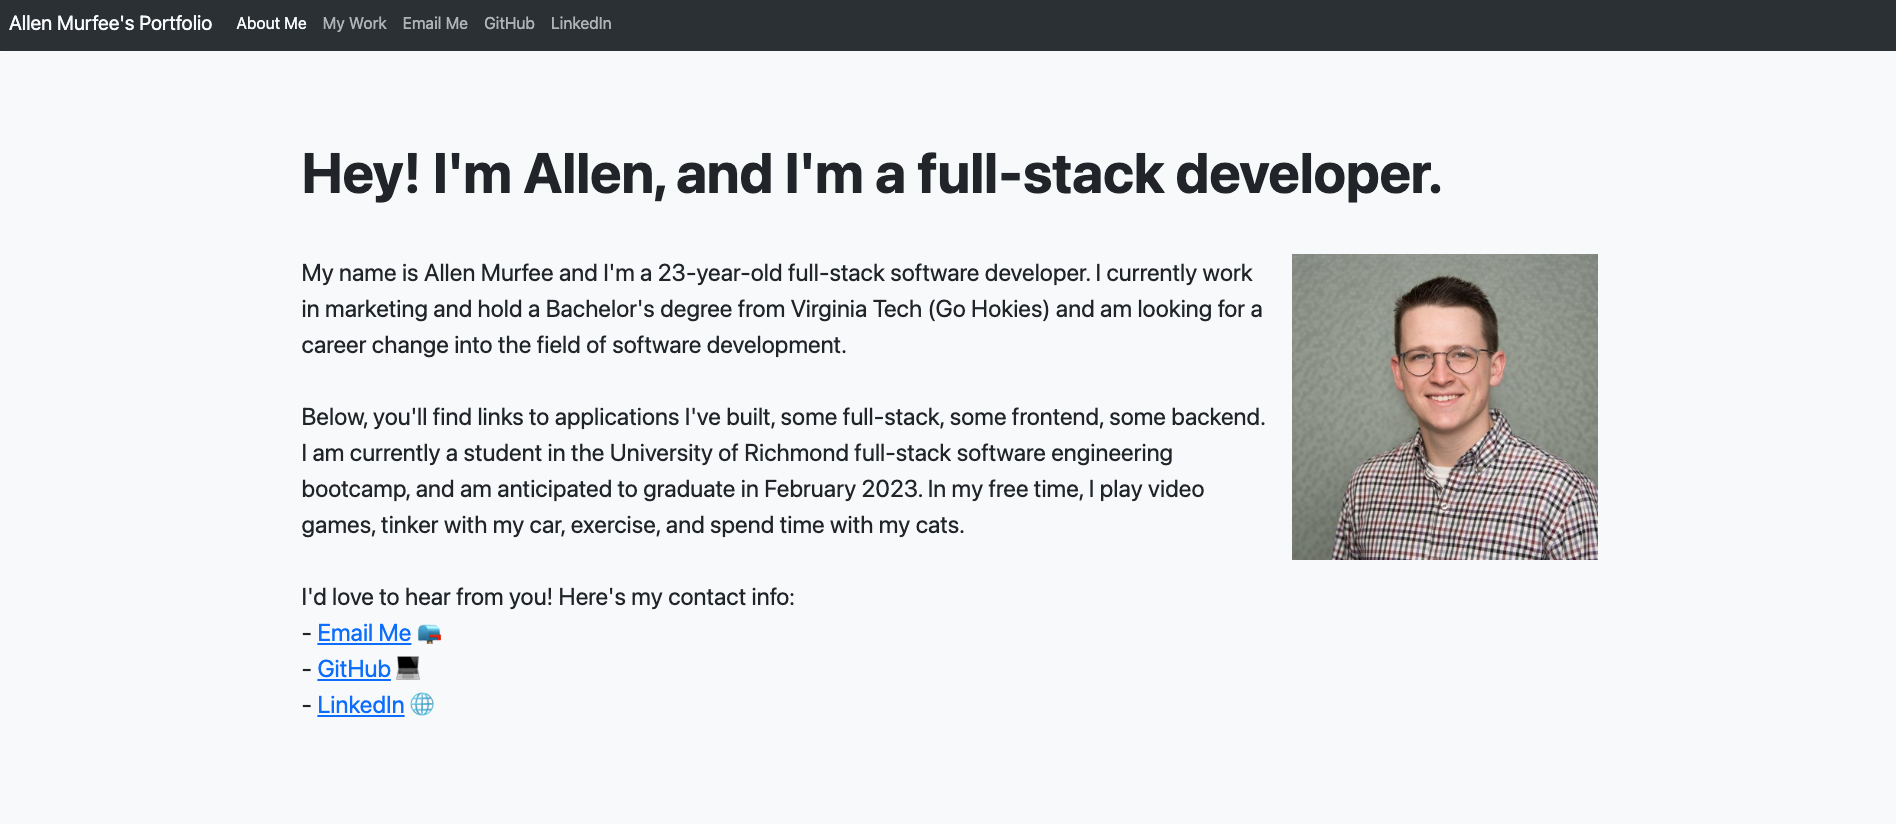 Allen Murfee's Portfolio About Me My Work Email Me GitHub LinkedIn
Hey! I'm Allen, and I'm a full-stack developer.
My name is Allen Murfee and I'm a 23-year-old full-stack software developer. I currently work
in marketing and hold a Bachelor's degree from Virginia Tech (Go Hokies) and am looking for a
career change into the field of software development.
Below, you'll find links to applications I've built, some full-stack, some frontend, some backend.
I am currently a student in the University of Richmond full-stack software engineering
bootcamp, and am anticipated to graduate in February 2023. In my free time, I play video
games, tinker with my car, exercise, and spend time with my cats.
I'd love to hear from you! Here's my contact info:
- Email Me 📪
- GitHub 💻
- LinkedIn 🌐